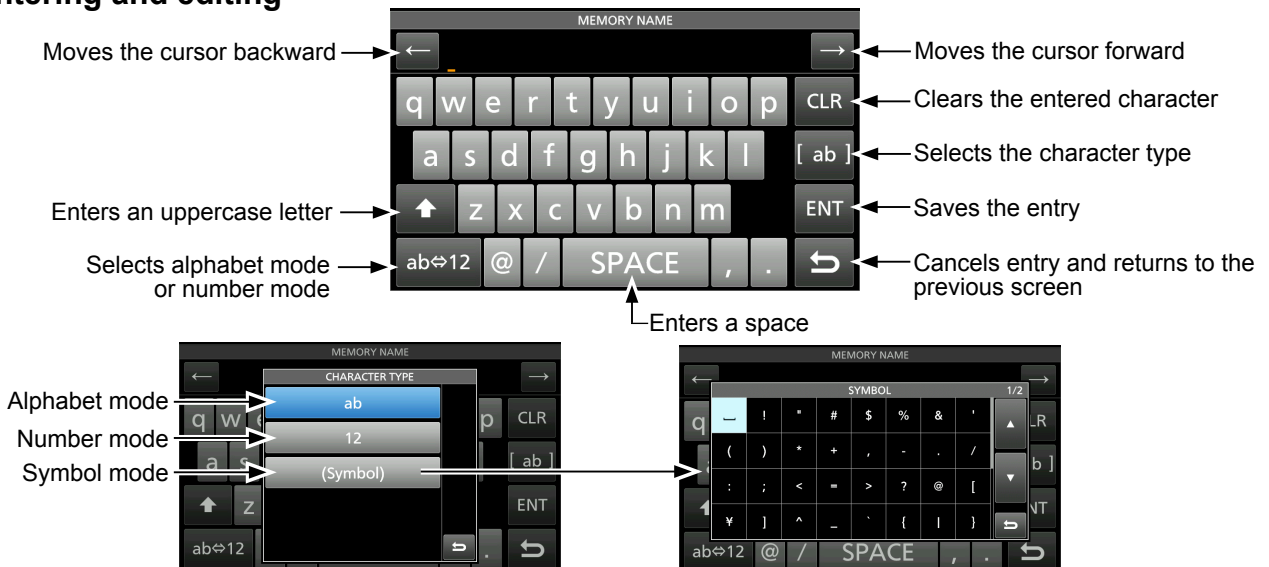 ntering and editing
MEMORY NAME
Moves the cursor backward
← →
Moves the cursor forward
q w e r t y u i o p CLR
Clears the entered character
a s d f g h j k l [ ab ]
Selects the character type
Enters an uppercase letter
z x c v b n m ENT
Saves the entry
Selects alphabet mode
or number mode
ab⇔12 @ / SPACE , .
Cancels entry and returns to the
previous screen
Enters a space
MEMORY NAME
← →
CHARACTER TYPE
Alphabet mode
ab
q w e p CLR
Number mode
12
a s [ ab ]
Symbol mode
(Symbol)
z ENT
ab⇔12 .
MEMORY NAME
← →
SYMBOL 1/2
q ! " # $ % & ' LR
( ) * + , - . /
: ; < = > ? @ [ b ]
¥ ] ^ _ ` { | } NT
ab⇔12 @ / SPACE , .